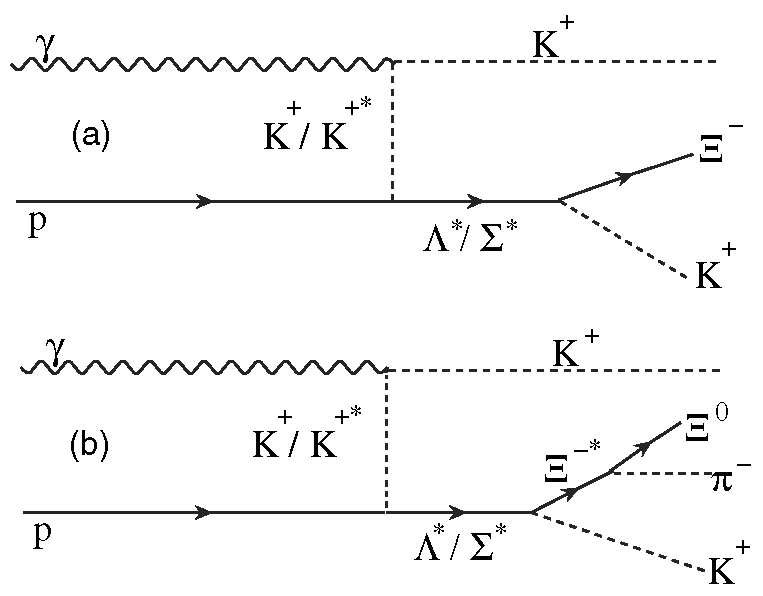 γ K⁺
(a) K⁺/ K⁺*
Ξ⁻
p Λ*/ Σ*
K⁺
γ K⁺
(b) K⁺/ K⁺*
Ξ⁻* Ξ⁰
π⁻
p Λ*/ Σ*
K⁺